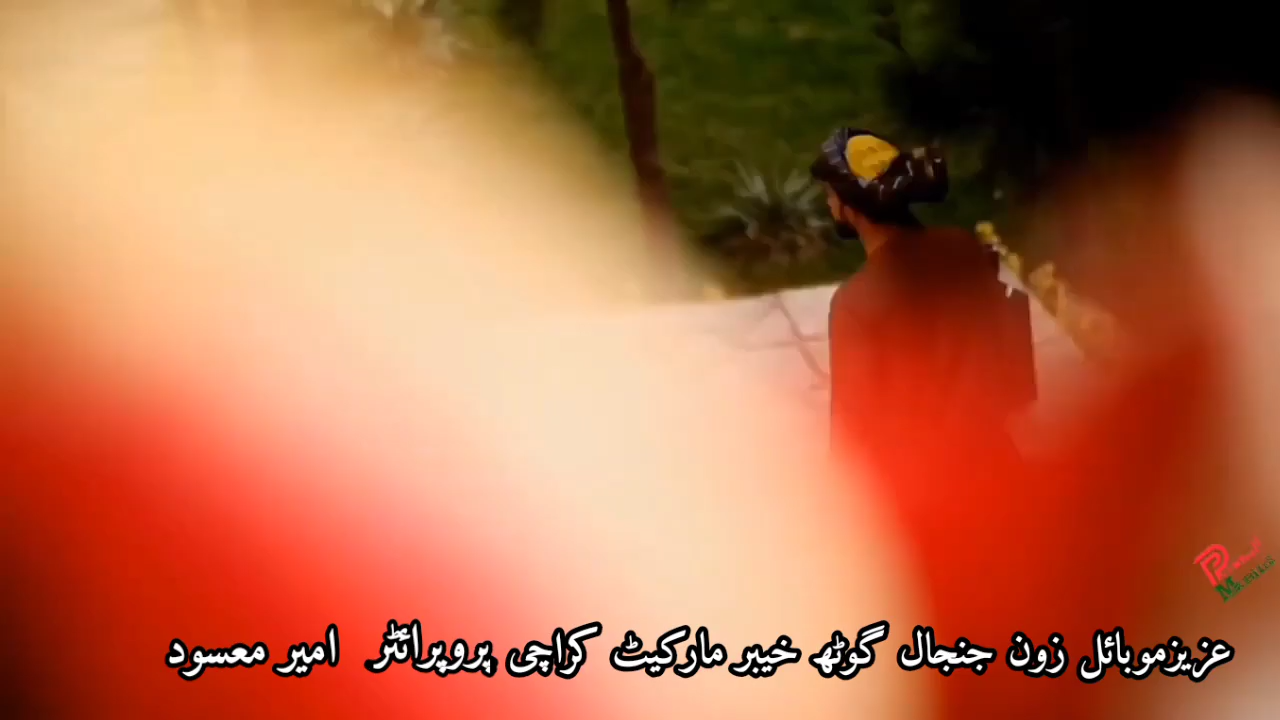 عزیزموبائل زون جنجال گوٹھ خیبر مارکیٹ کراچی پروپرائٹر امیر معسود